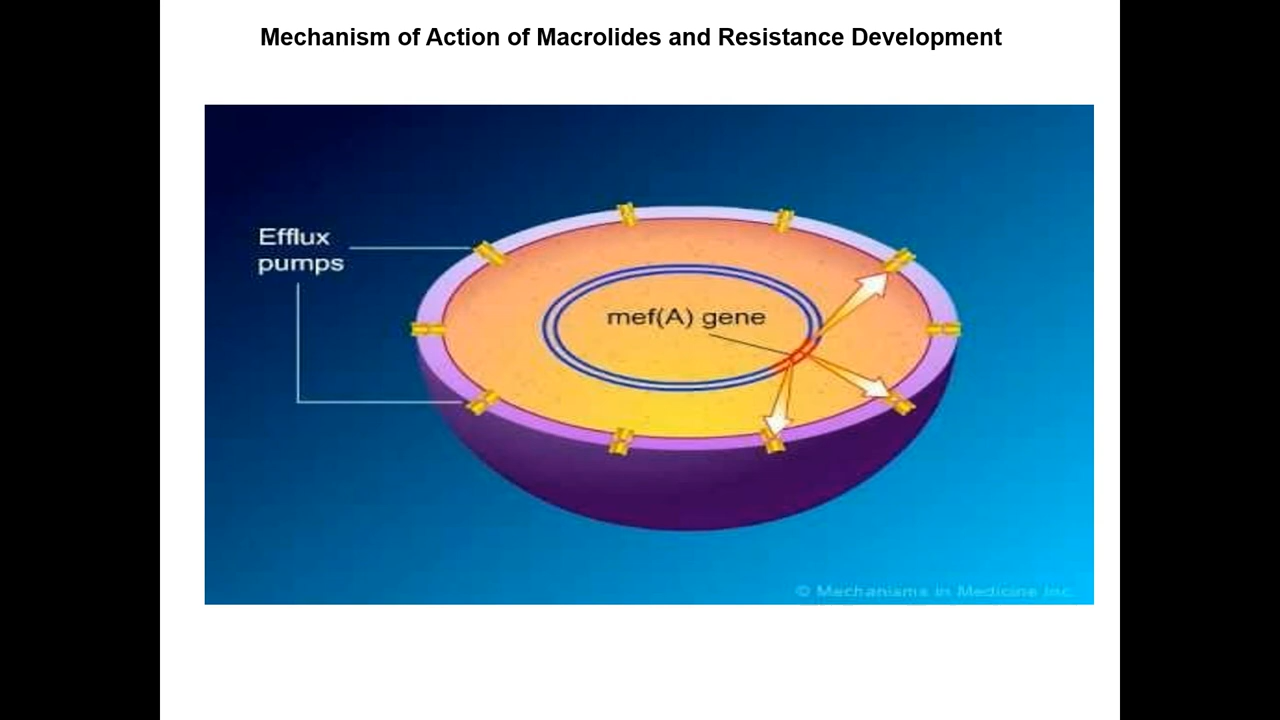 Mechanism of Action of Macrolides and Resistance Development
Efflux
pumps
mef(A) gene
© Mechanisms in Medicine Inc.